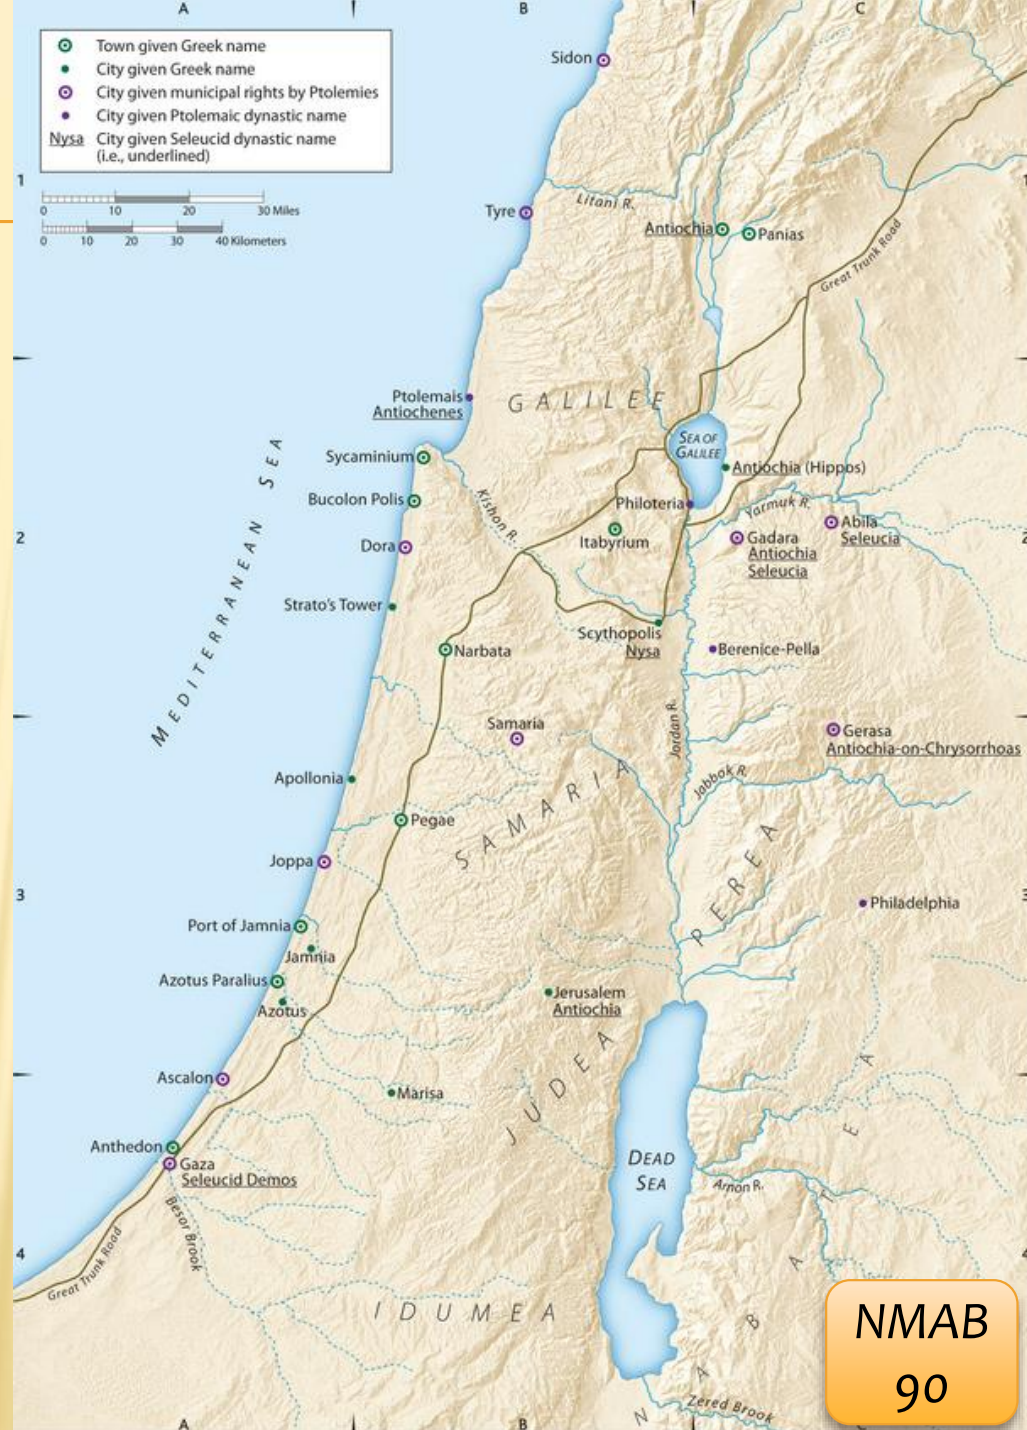 A B C
Town given Greek name
City given Greek name
City given municipal rights by Ptolemies
City given Ptolemaic dynastic name
Nysa City given Seleucid dynastic name
(i.e., underlined)
0 10 20 30 Miles
0 10 20 30 40 Kilometers
Sidon
1 1
Litani R.
Tyre
Antiochia
Panias
Great Trunk Road
Ptolemais
Antiochenes
GALILEE
SEA OF
GALILEE
Sycaminium
Antiochia (Hippos)
Bucolon Polis
Kishon R.
Philoteria
Yarmuk R.
Abila
Seleucia
2 2
Dora
Itabyrium
Gadara
Antiochia
Seleucia
MEDITERRANEAN SEA
Strato's Tower
Scythopolis
Nysa
Narbata
Berenice-Pella
Samaria
Jordan R.
Gerasa
Antiochia-on-Chrysorrhoas
Apollonia
SAMARIA
Jabbok R.
Pegae
Joppa
PEREA
3 3
Philadelphia
Port of Jamnia
Jamnia
Azotus Paralius
Azotus
Jerusalem
Antiochia
Ascalon
Marisa
JUDEA
Anthedon
Gaza
Seleucid Demos
DEAD
SEA
Arnon R.
Besor Brook
4 4
Great Trunk Road
IDUMEA
NABATEA
Zered Brook
A B C
NMAB
90